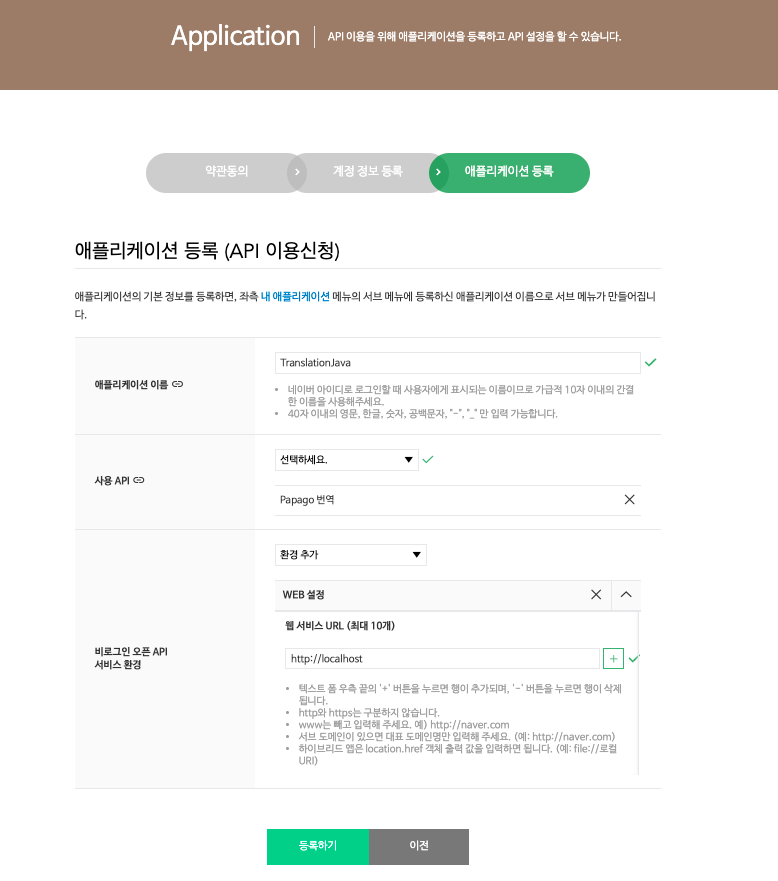 Application
API 이용을 위해 애플리케이션을 등록하고 API 설정을 할 수 있습니다.
약관동의
계정 정보 등록
애플리케이션 등록
애플리케이션 등록 (API 이용신청)
애플리케이션의 기본 정보를 등록하면, 좌측 내 애플리케이션 메뉴의 서브 메뉴에 등록하신 애플리케이션 이름으로 서브 메뉴가 만들어집니
다.
애플리케이션 이름
TranslationJava
• 네이버 아이디로 로그인할 때 사용자에게 표시되는 이름이므로 가급적 10자 이내의 간결
한 이름을 사용해주세요.
• 40자 이내의 영문, 한글, 숫자, 공백문자, "-", "_" 만 입력 가능합니다.
사용 API
선택하세요.
Papago 번역
비로그인 오픈 API
서비스 환경
환경 추가
WEB 설정
웹 서비스 URL (최대 10개)
http://localhost
• 텍스트 폼 우측 끝의 '+' 버튼을 누르면 행이 추가되며, '-' 버튼을 누르면 행이 삭제
됩니다.
• http와 https는 구분하지 않습니다.
• www는 빼고 입력해 주세요. 예) http://naver.com
• 서브 도메인이 있으면 대표 도메인명만 입력해 주세요. (예: http://naver.com)
• 하이브리드 앱은 location.href 객체 출력 값을 입력하면 됩니다. (예: file://로컬
URI)
등록하기
이전